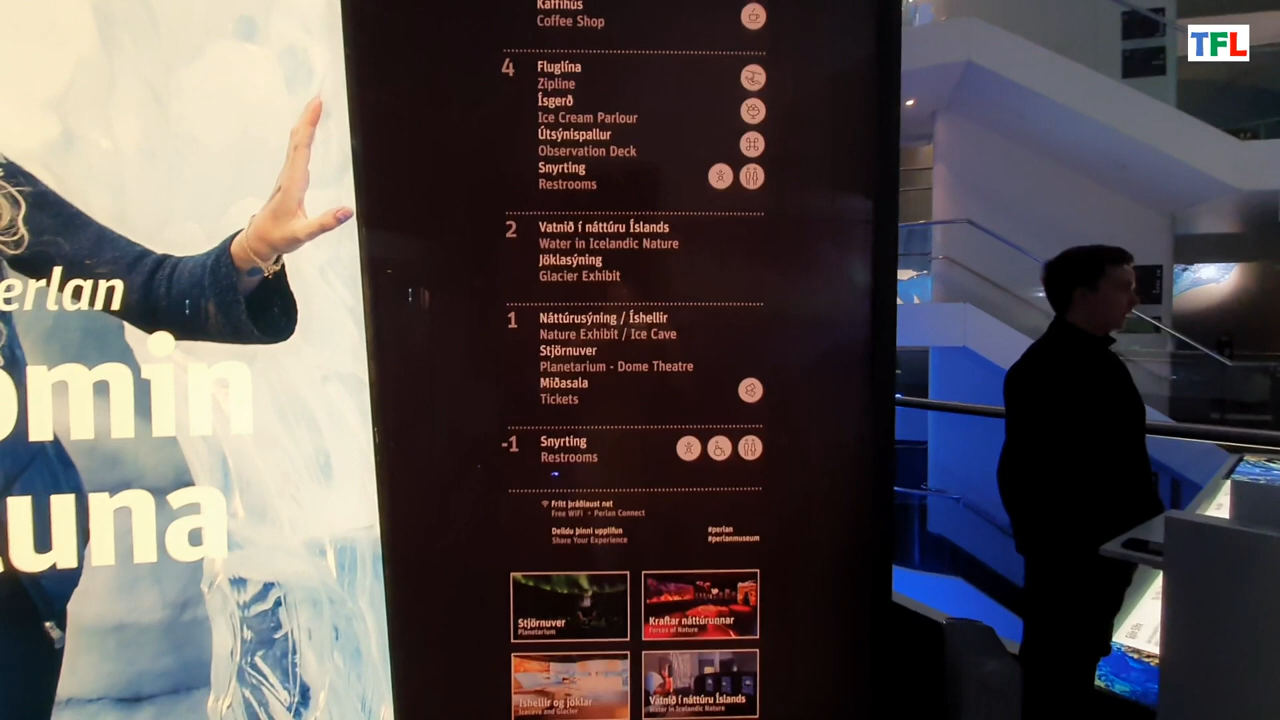 TFL
Kaffihús
Coffee Shop
4
Fluglína
Zipline
Ísgerð
Ice Cream Parlour
Útsýnispallur
Observation Deck
Snyrting
Restrooms
2
Vatnið í náttúru Íslands
Water in Icelandic Nature
Jöklasýning
Glacier Exhibit
1
Náttúrusýning / Íshellir
Nature Exhibit / Ice Cave
Stjörnuver
Planetarium - Dome Theatre
Miðasala
Tickets
-1
Snyrting
Restrooms
Frítt þráðlaust net
Free WiFi - Perlan Connect
Deildu þinni upplifun
Share Your Experience
#perlan
#perlanmuseum
Stjörnuver
Planetarium
Kraftar náttúrunnar
Forces of Nature
Íshellir og jöklar
Icecave and Glacier
Vatnið í náttúru Íslands
Water in Icelandic Nature
erlan
ómin
una